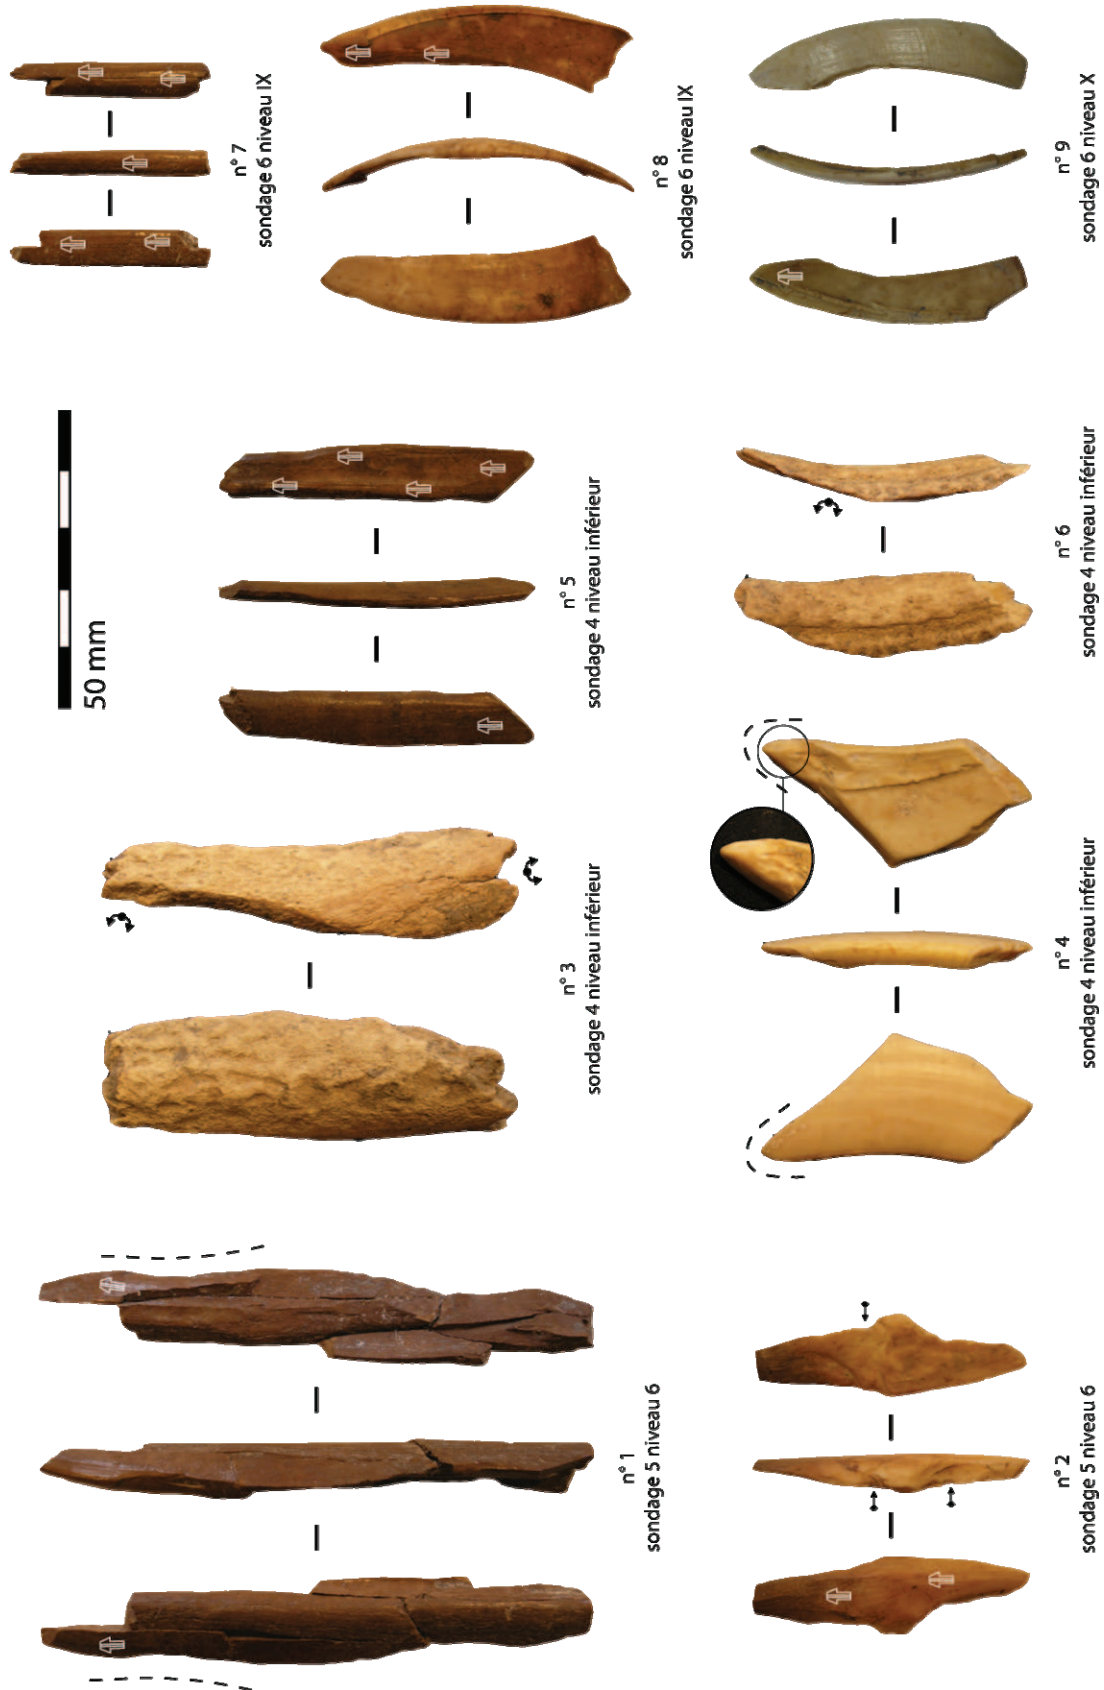 n° 1
sondage 5 niveau 6
n° 2
sondage 5 niveau 6
n° 3
sondage 4 niveau inférieur
n° 4
sondage 4 niveau inférieur
50 mm
n° 5
sondage 4 niveau inférieur
n° 6
sondage 4 niveau inférieur
n° 7
sondage 6 niveau IX
n° 8
sondage 6 niveau IX
n° 9
sondage 6 niveau X